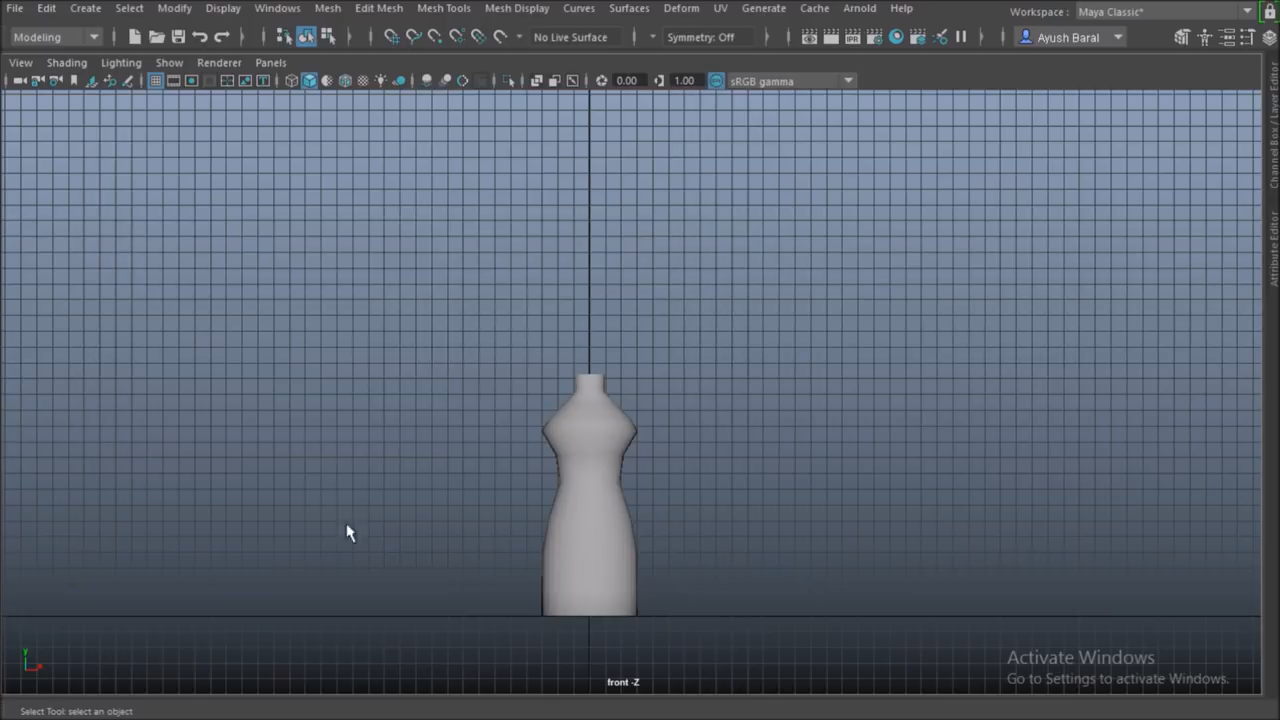 File Edit Create Select Modify Display Windows Mesh Edit Mesh Mesh Tools Mesh Display Curves Surfaces Deform UV Generate Cache Arnold Help Workspace : Maya Classic*
Modeling No Live Surface Symmetry: Off Ayush Baral
View Shading Lighting Show Renderer Panels
0.00 1.00 sRGB gamma
Channel Box / Layer Editor
Attribute Editor
y
Activate Windows
Go to Settings to activate Windows.
front -Z
Select Tool: select an object